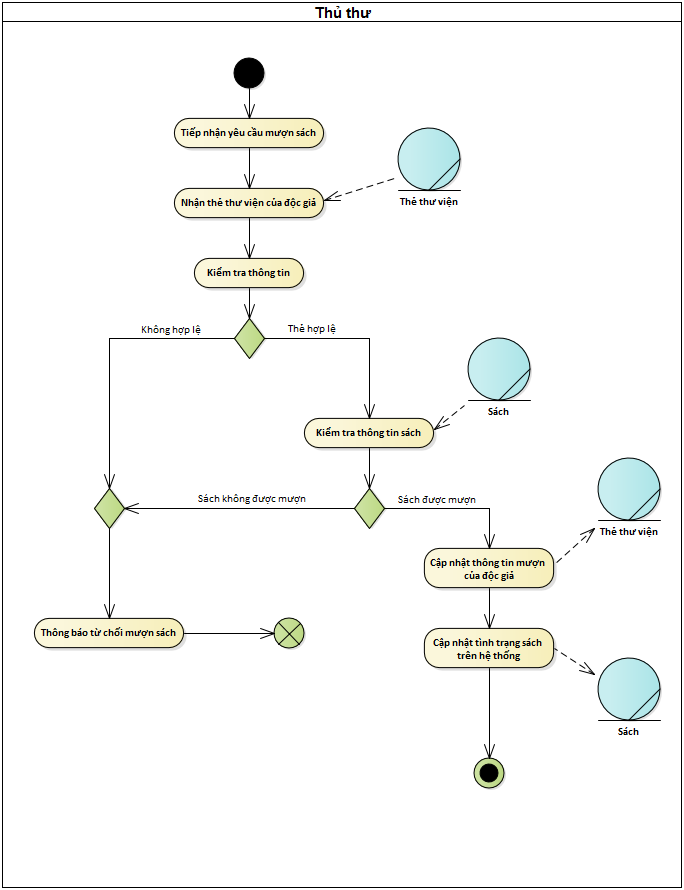 Thủ thư
Tiếp nhận yêu cầu mượn sách
Nhận thẻ thư viện của độc giả
Thẻ thư viện
Kiểm tra thông tin
Không hợp lệ
Thẻ hợp lệ
Sách
Kiểm tra thông tin sách
Sách không được mượn
Sách được mượn
Thẻ thư viện
Cập nhật thông tin mượn
của độc giả
Thông báo từ chối mượn sách
Cập nhật tình trạng sách
trên hệ thống
Sách